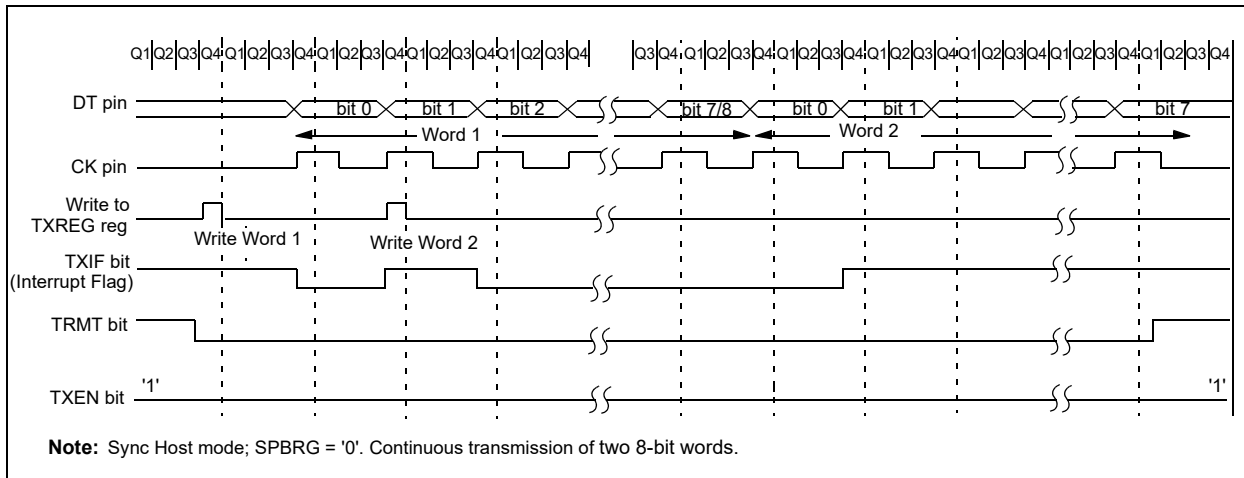 Q1 Q2 Q3 Q4 Q1 Q2 Q3 Q4 Q1 Q2 Q3 Q4 Q1 Q2 Q3 Q4 Q1 Q2 Q3 Q4 Q3 Q4 Q1 Q2 Q3 Q4 Q1 Q2 Q3 Q4 Q1 Q2 Q3 Q4 Q1 Q2 Q3 Q4 Q1 Q2 Q3 Q4 Q1 Q2 Q3 Q4
DT pin
bit 0 bit 1 bit 2 bit 7/8 bit 0 bit 1 bit 7
Word 1 Word 2
CK pin
Write to
TXREG reg
Write Word 1 Write Word 2
TXIF bit
(Interrupt Flag)
TRMT bit
'1' '1'
TXEN bit
Note: Sync Host mode; SPBRG = '0'. Continuous transmission of two 8-bit words.